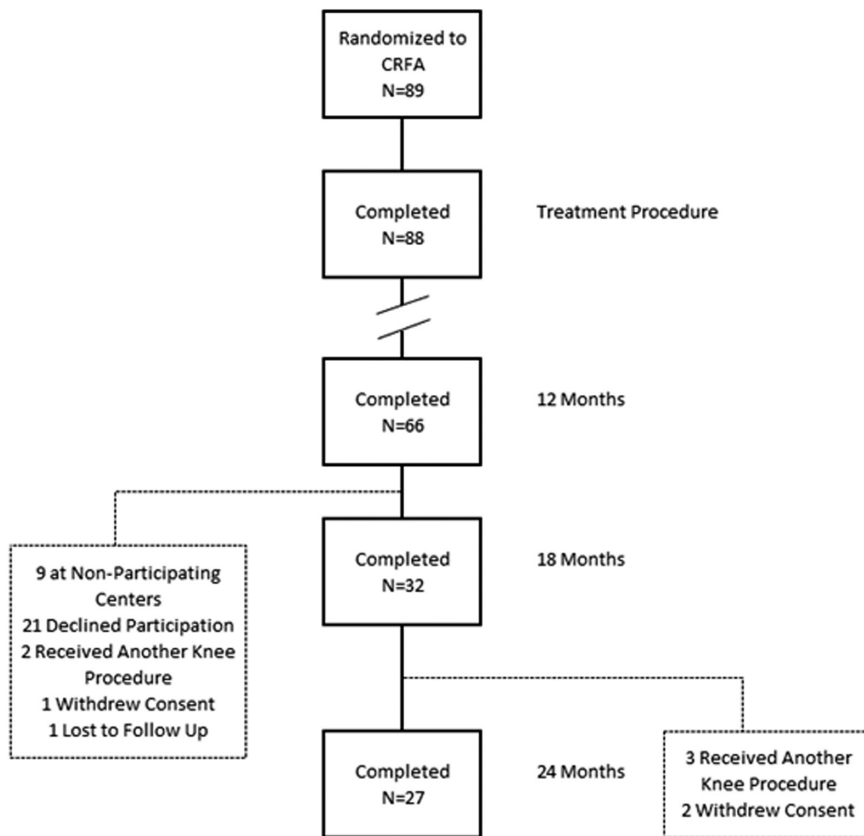 Randomized to
CRFA
N=89
Completed
N=88
Treatment Procedure
Completed
N=66
12 Months
9 at Non-Participating
Centers
21 Declined Participation
2 Received Another Knee
Procedure
1 Withdrew Consent
1 Lost to Follow Up
Completed
N=32
18 Months
Completed
N=27
24 Months
3 Received Another
Knee Procedure
2 Withdrew Consent